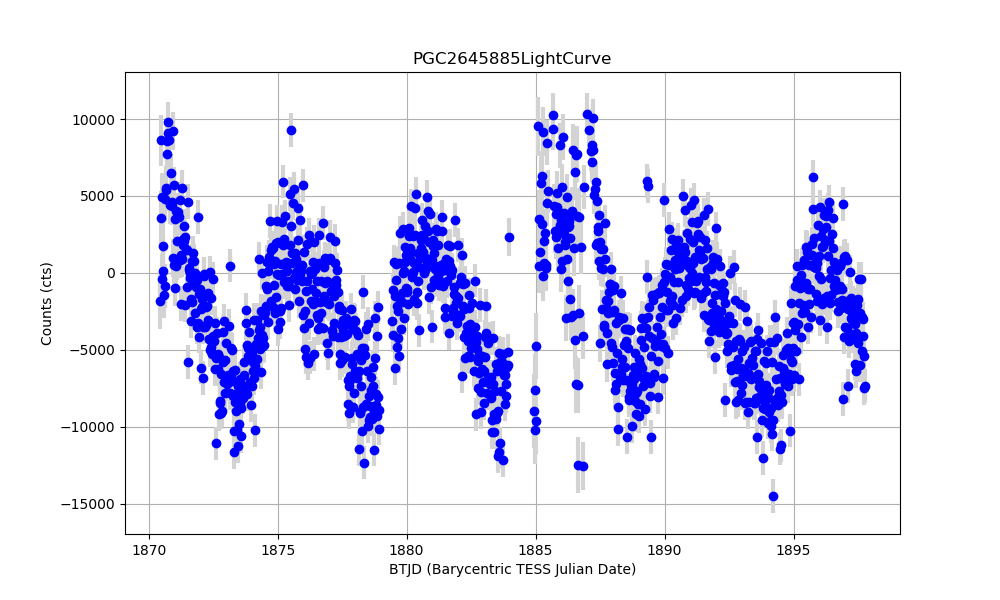 PGC2645885LightCurve
10000
5000
0
−5000
−10000
−15000
Counts (cts)
1870 1875 1880 1885 1890 1895
BTJD (Barycentric TESS Julian Date)